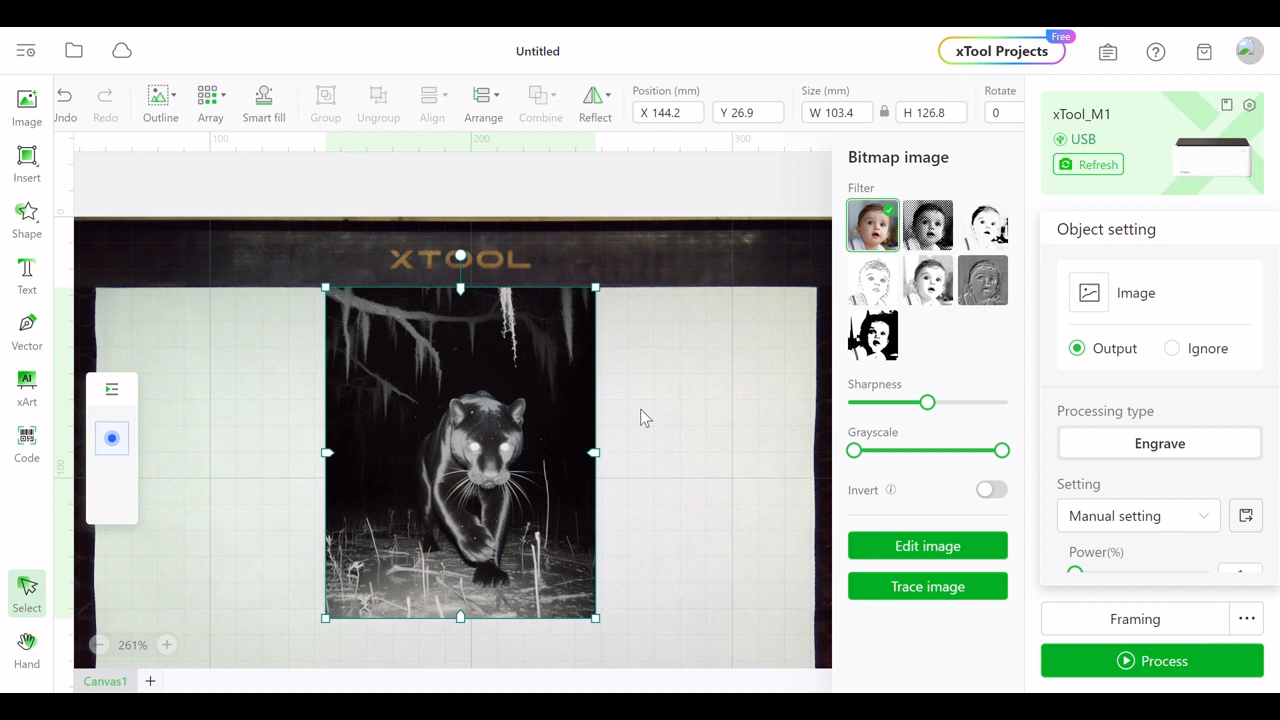 Untitled
xTool Projects
Free
Image
Insert
Shape
Text
Vector
AI
xArt
Code
Select
Hand
Undo
Redo
Outline
Array
Smart fill
Group
Ungroup
Align
Arrange
Combine
Reflect
Position (mm)
X 144.2
Y 26.9
Size (mm)
W 103.4
H 126.8
Rotate
0
100
200
300
0
100
XTOOL
261%
Canvas1
Bitmap image
Filter
Sharpness
Grayscale
Invert
Edit image
Trace image
xTool_M1
USB
Refresh
Object setting
Image
Output
Ignore
Processing type
Engrave
Setting
Manual setting
Power(%)
Framing
Process